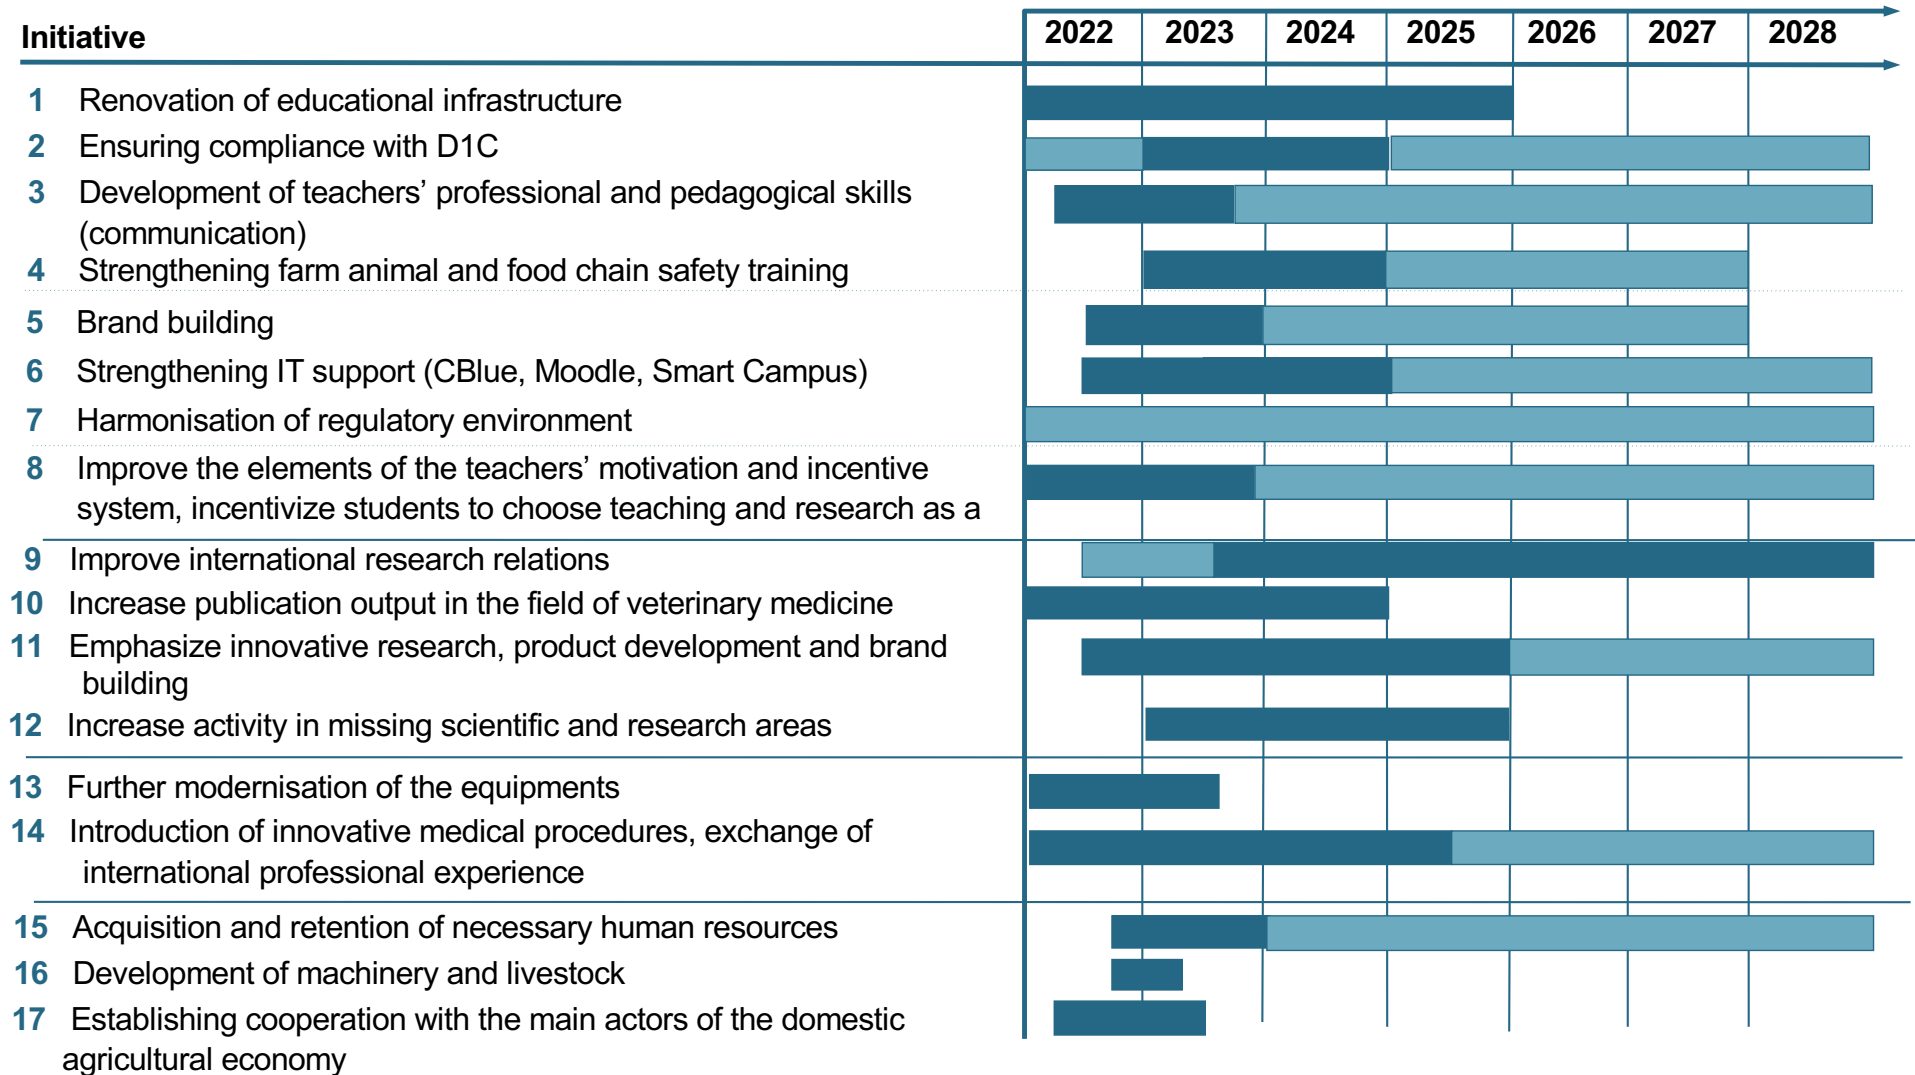 Initiative 2022 2023 2024 2025 2026 2027 2028
1 Renovation of educational infrastructure
2 Ensuring compliance with D1C
3 Development of teachers’ professional and pedagogical skills
(communication)
4 Strengthening farm animal and food chain safety training
5 Brand building
6 Strengthening IT support (CBlue, Moodle, Smart Campus)
7 Harmonisation of regulatory environment
8 Improve the elements of the teachers’ motivation and incentive
system, incentivize students to choose teaching and research as a
9 Improve international research relations
10 Increase publication output in the field of veterinary medicine
11 Emphasize innovative research, product development and brand
building
12 Increase activity in missing scientific and research areas
13 Further modernisation of the equipments
14 Introduction of innovative medical procedures, exchange of
international professional experience
15 Acquisition and retention of necessary human resources
16 Development of machinery and livestock
17 Establishing cooperation with the main actors of the domestic
agricultural economy